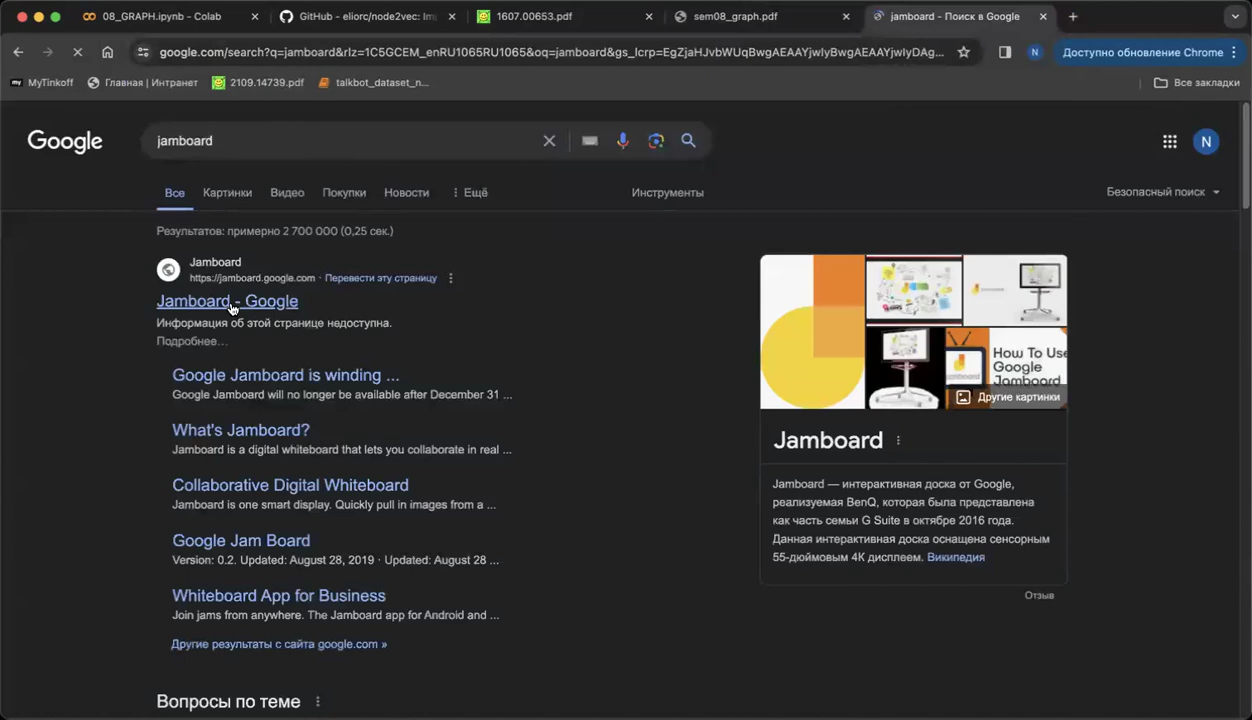 08_GRAPH.ipynb - Colab
GitHub - eliorc/node2vec: Im
1607.00653.pdf
sem08_graph.pdf
jamboard - Поиск в Google
google.com/search?q=jamboard&rlz=1C5GCEM_enRU1065RU1065&oq=jamboard&gs_lcrp=EgZjaHJvbWUqBwgAEAAYjwIyBwgAEAAYjwIyDAg...
N
Доступно обновление Chrome
my MyTinkoff
Главная | Интранет
2109.14739.pdf
talkbot_dataset_n...
Все закладки
Google
jamboard
N
Все
Картинки
Видео
Покупки
Новости
Ещё
Инструменты
Безопасный поиск
Результатов: примерно 2 700 000 (0,25 сек.)
Jamboard
https://jamboard.google.com · Перевести эту страницу
Jamboard - Google
Информация об этой странице недоступна.
Подробнее...
Google Jamboard is winding ...
Google Jamboard will no longer be available after December 31 ...
What's Jamboard?
Jamboard is a digital whiteboard that lets you collaborate in real ...
Collaborative Digital Whiteboard
Jamboard is one smart display. Quickly pull in images from a ...
Google Jam Board
Version: 0.2. Updated: August 28, 2019 · Updated: August 28 ...
Whiteboard App for Business
Join jams from anywhere. The Jamboard app for Android and ...
Другие результаты с сайта google.com »
Вопросы по теме
How To Use
Google
Jamboard
Другие картинки
Jamboard
Jamboard — интерактивная доска от Google,
реализуемая BenQ, которая была представлена
как часть семьи G Suite в октябре 2016 года.
Данная интерактивная доска оснащена сенсорным
55-дюймовым 4К дисплеем. Википедия
Отзыв